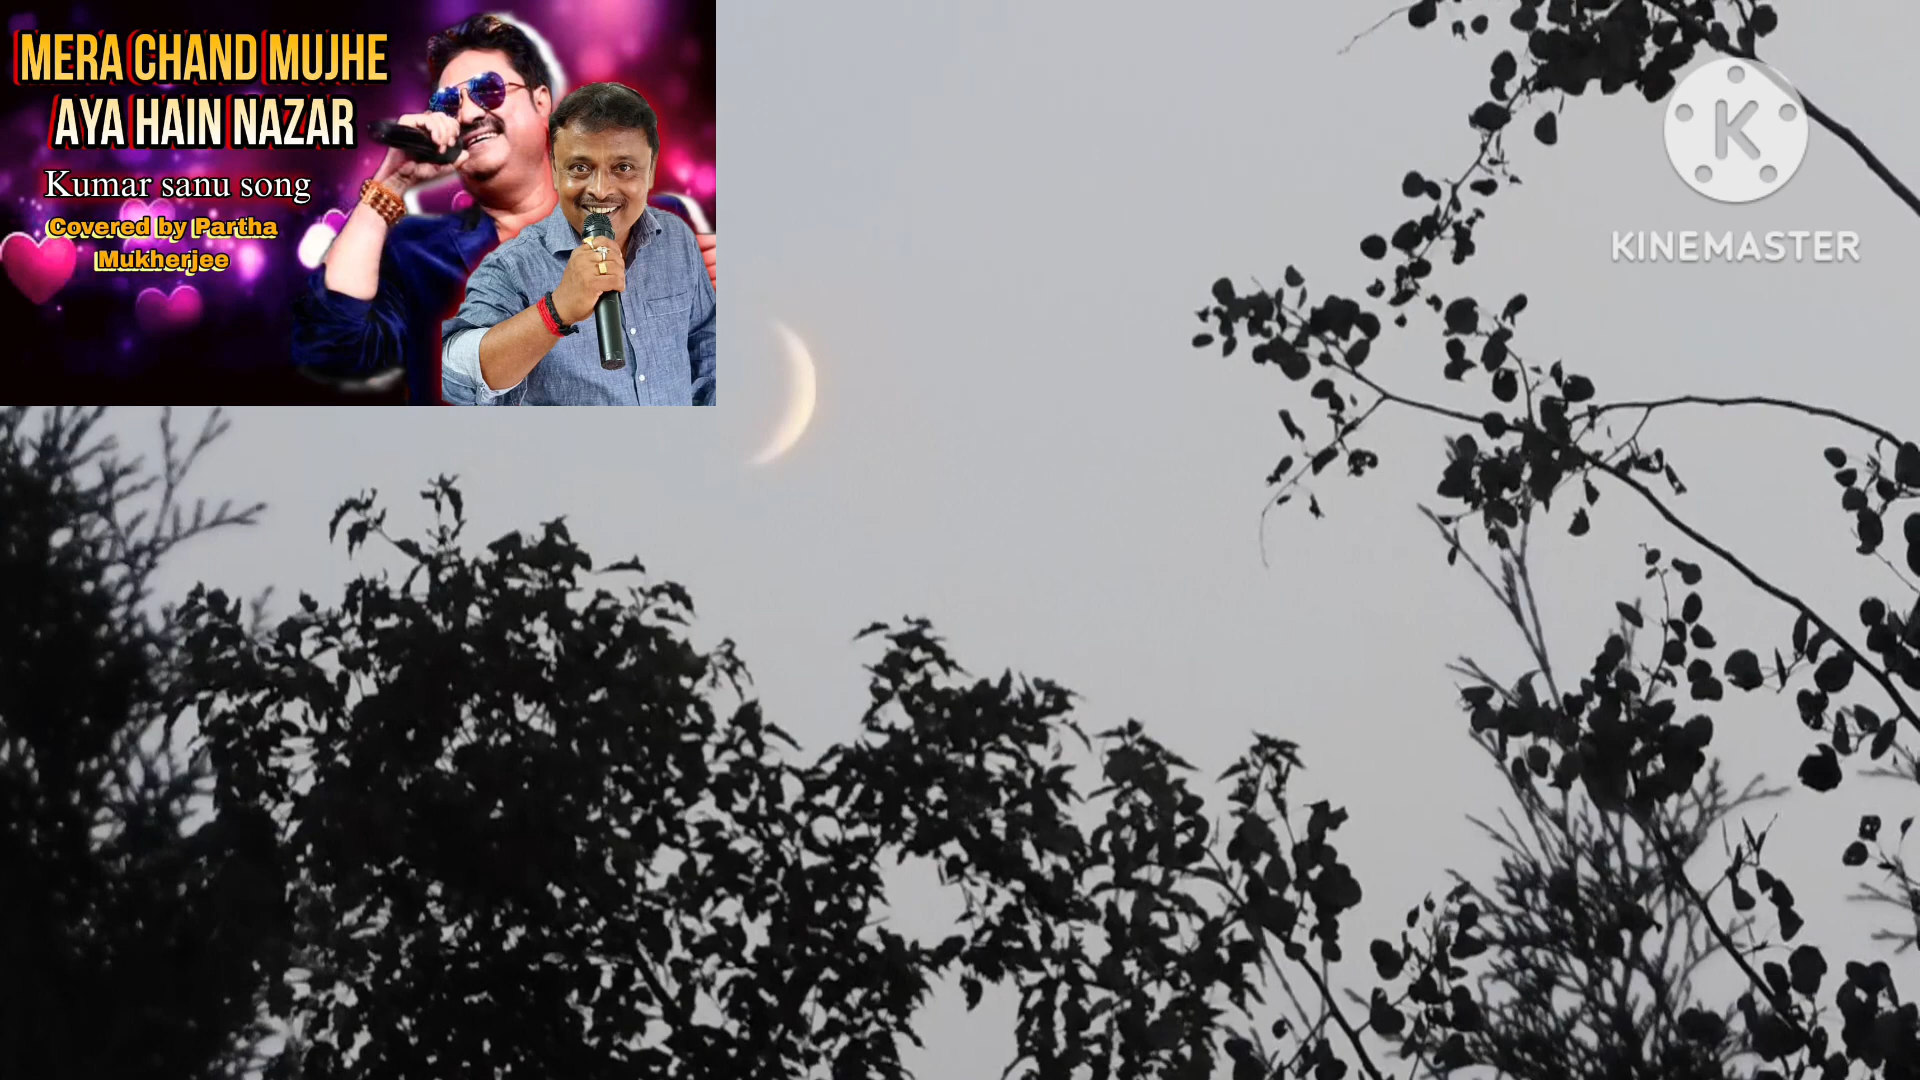 MERA CHAND MUJHE
AYA HAIN NAZAR
Kumar sanu song
Covered by Partha
Mukherjee
K
KINEMASTER